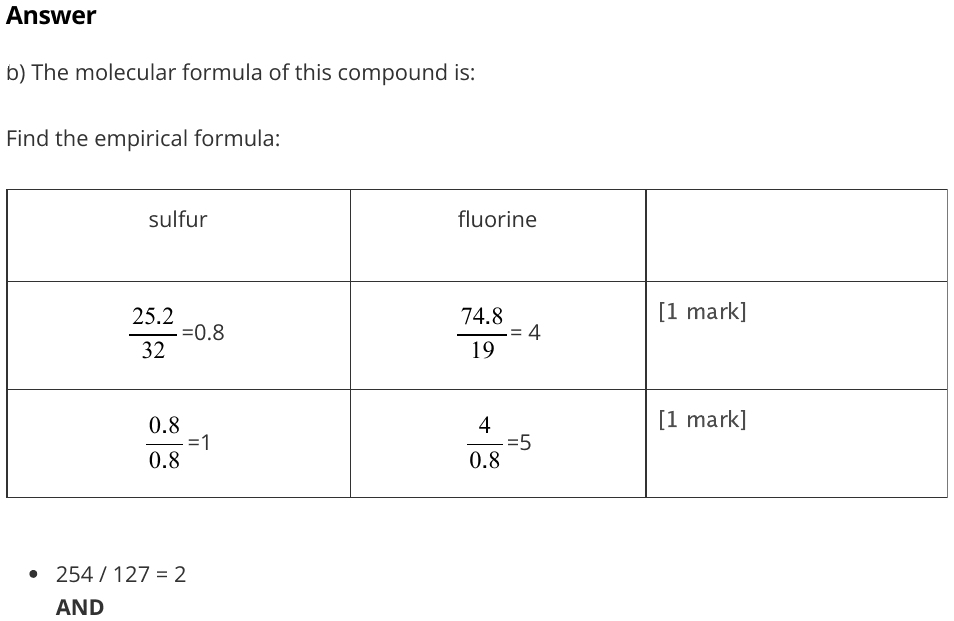 Answer
b) The molecular formula of this compound is:
Find the empirical formula:
sulfur fluorine
25.2/32 =0.8 74.8/19 = 4 [1 mark]
0.8/0.8 =1 4/0.8 =5 [1 mark]
• 254 / 127 = 2
AND